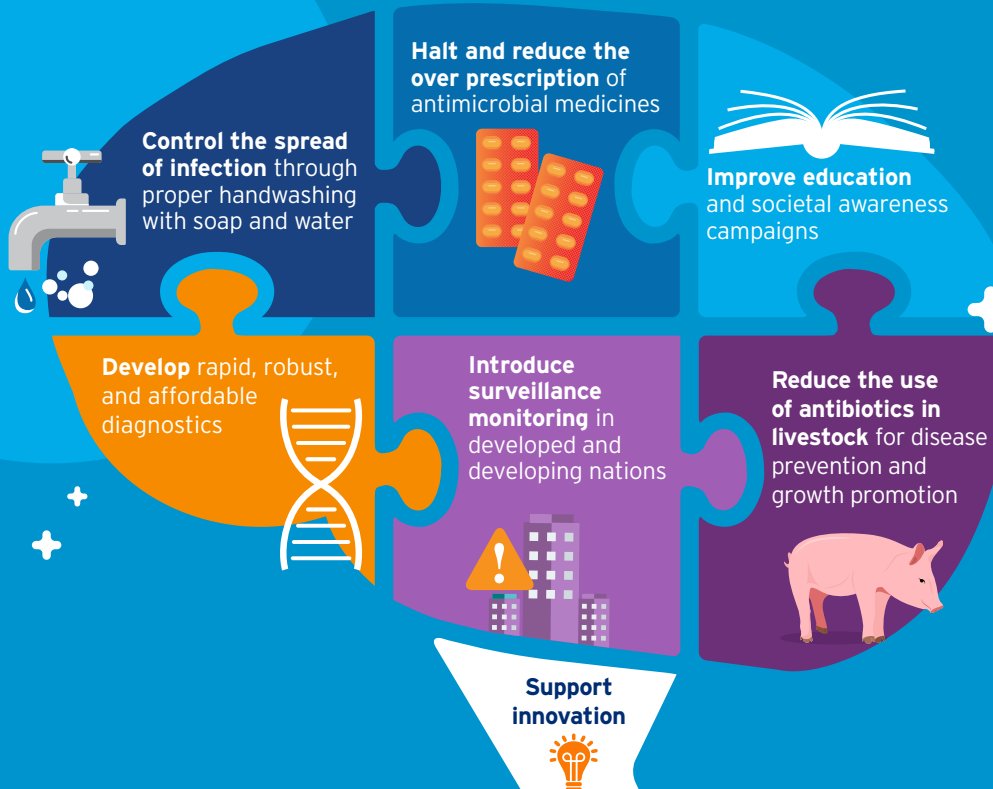 Control the spread
of infection through
proper handwashing
with soap and water
Halt and reduce the
over prescription of
antimicrobial medicines
Improve education
and societal awareness
campaigns
Develop rapid, robust,
and affordable
diagnostics
Introduce
surveillance
monitoring in
developed and
developing nations
Reduce the use
of antibiotics in
livestock for disease
prevention and
growth promotion
Support
innovation